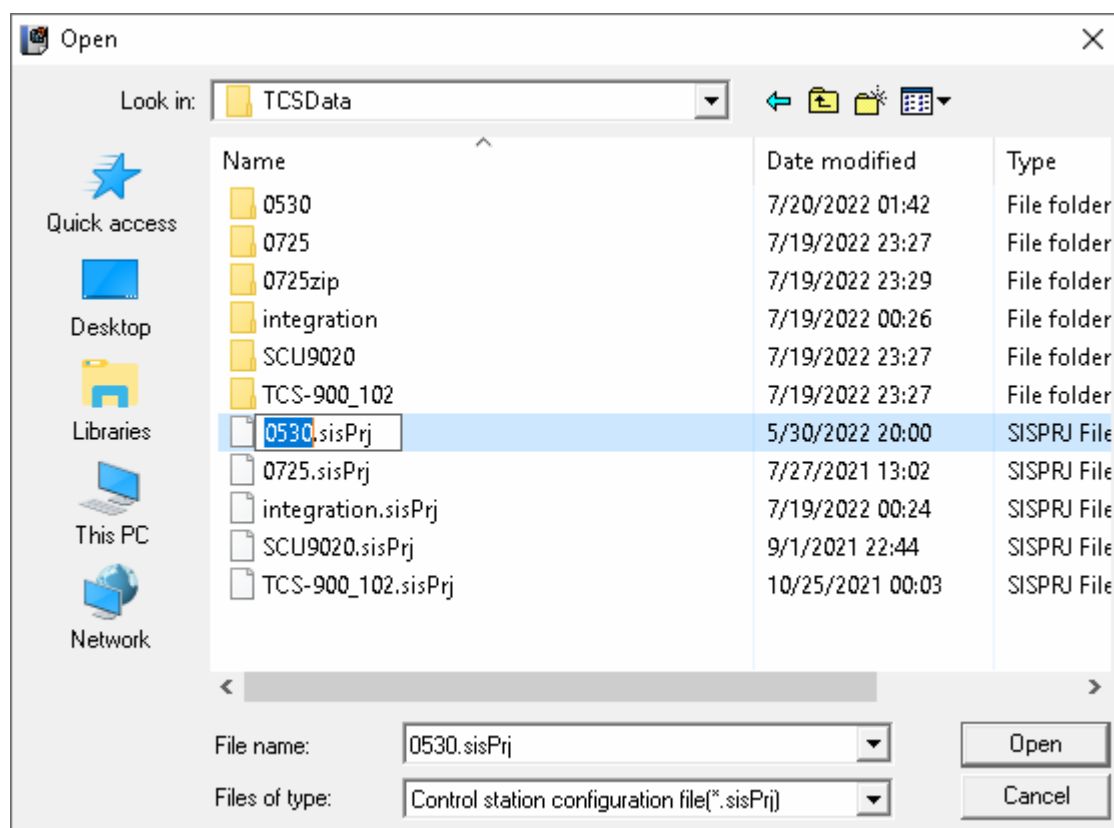 Open
Look in: TCSData
Name Date modified Type
Quick access
Desktop
Libraries
This PC
Network
0530 7/20/2022 01:42 File folder
0725 7/19/2022 23:27 File folder
0725zip 7/19/2022 23:29 File folder
integration 7/19/2022 00:26 File folder
SCU9020 7/19/2022 23:27 File folder
TCS-900_102 7/19/2022 23:27 File folder
0530.sisPrj 5/30/2022 20:00 SISPRJ File
0725.sisPrj 7/27/2021 13:02 SISPRJ File
integration.sisPrj 7/19/2022 00:24 SISPRJ File
SCU9020.sisPrj 9/1/2021 22:44 SISPRJ File
TCS-900_102.sisPrj 10/25/2021 00:03 SISPRJ File
File name: 0530.sisPrj Open
Files of type: Control station configuration file(*.sisPrj) Cancel